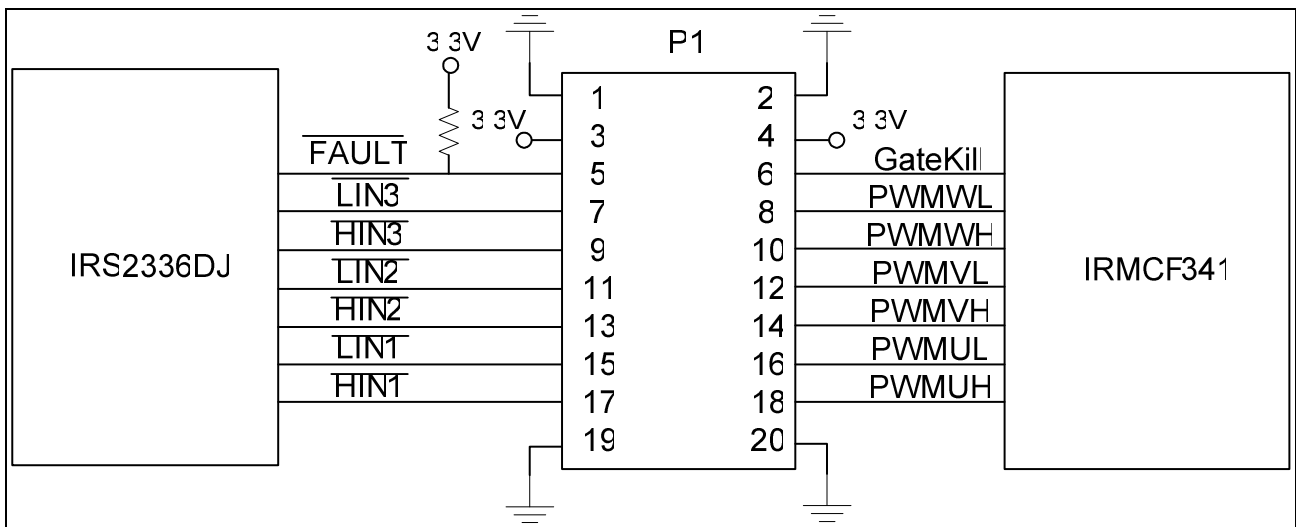 P1
3.3V
3.3V
3.3V
1 2
3 4
FAULT 5 6 GateKill
LIN3 7 8 PWMWL
HIN3 9 10 PWMWH
LIN2 11 12 PWMVL
HIN2 13 14 PWMVH
LIN1 15 16 PWMUL
HIN1 17 18 PWMUH
19 20
IRS2336DJ
IRMCF341